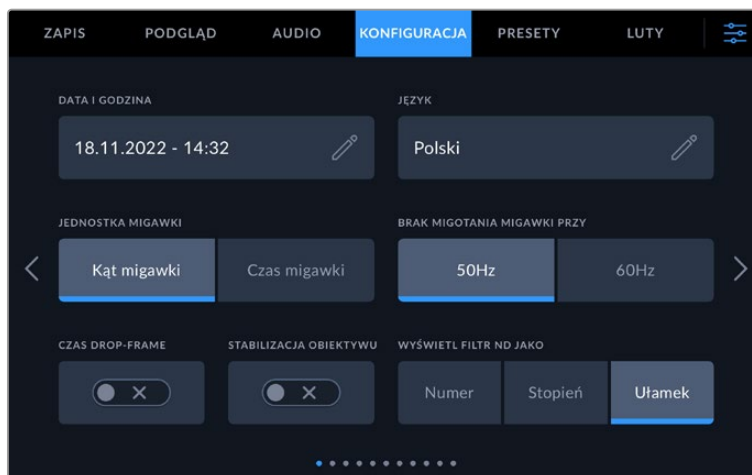 ZAPIS PODGLĄD AUDIO KONFIGURACJA PRESETY LUTY
DATA I GODZINA JĘZYK
18.11.2022 - 14:32 Polski
JEDNOSTKA MIGAWKI BRAK MIGOTANIA MIGAWKI PRZY
Kąt migawki Czas migawki 50Hz 60Hz
CZAS DROP-FRAME STABILIZACJA OBIEKTYWU WYŚWIETL FILTR ND JAKO
Numer Stopień Ułamek